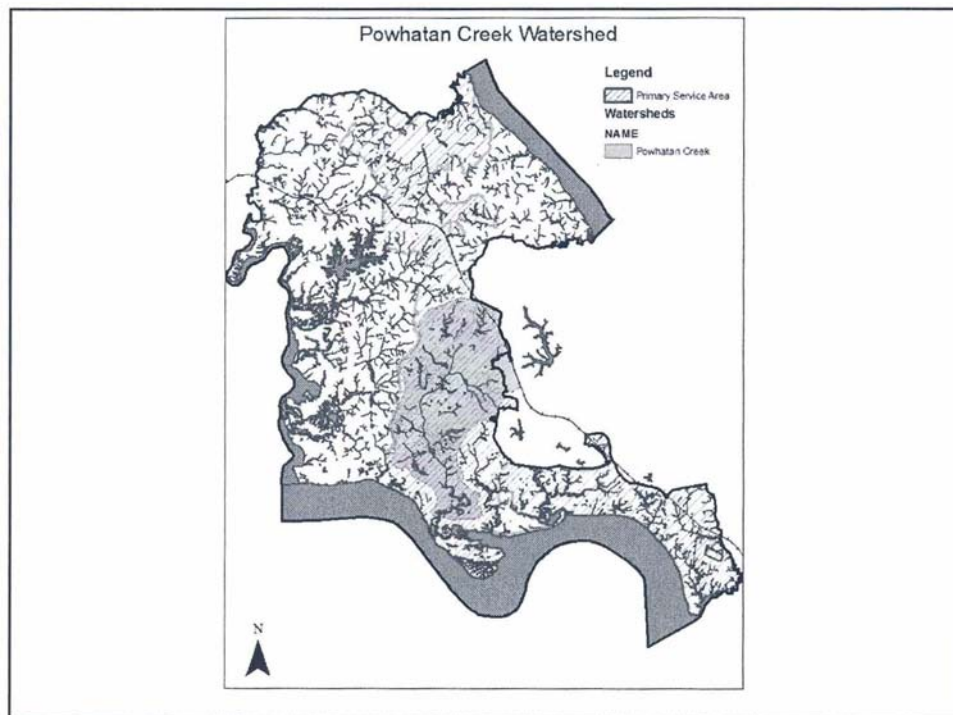 Powhatan Creek Watershed
Legend
Primary Service Area
Watersheds
NAME
Powhatan Creek
N